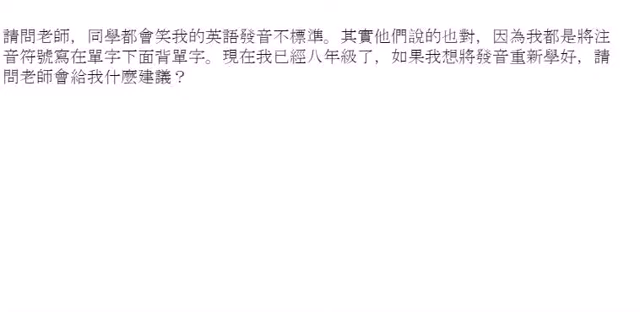 請問老師，同學都會笑我的英語發音不標準。其實他們說的也對，因為我都是將注
音符號寫在單字下面背單字。現在我已經八年級了，如果我想將發音重新學好，請
問老師會給我什麼建議？